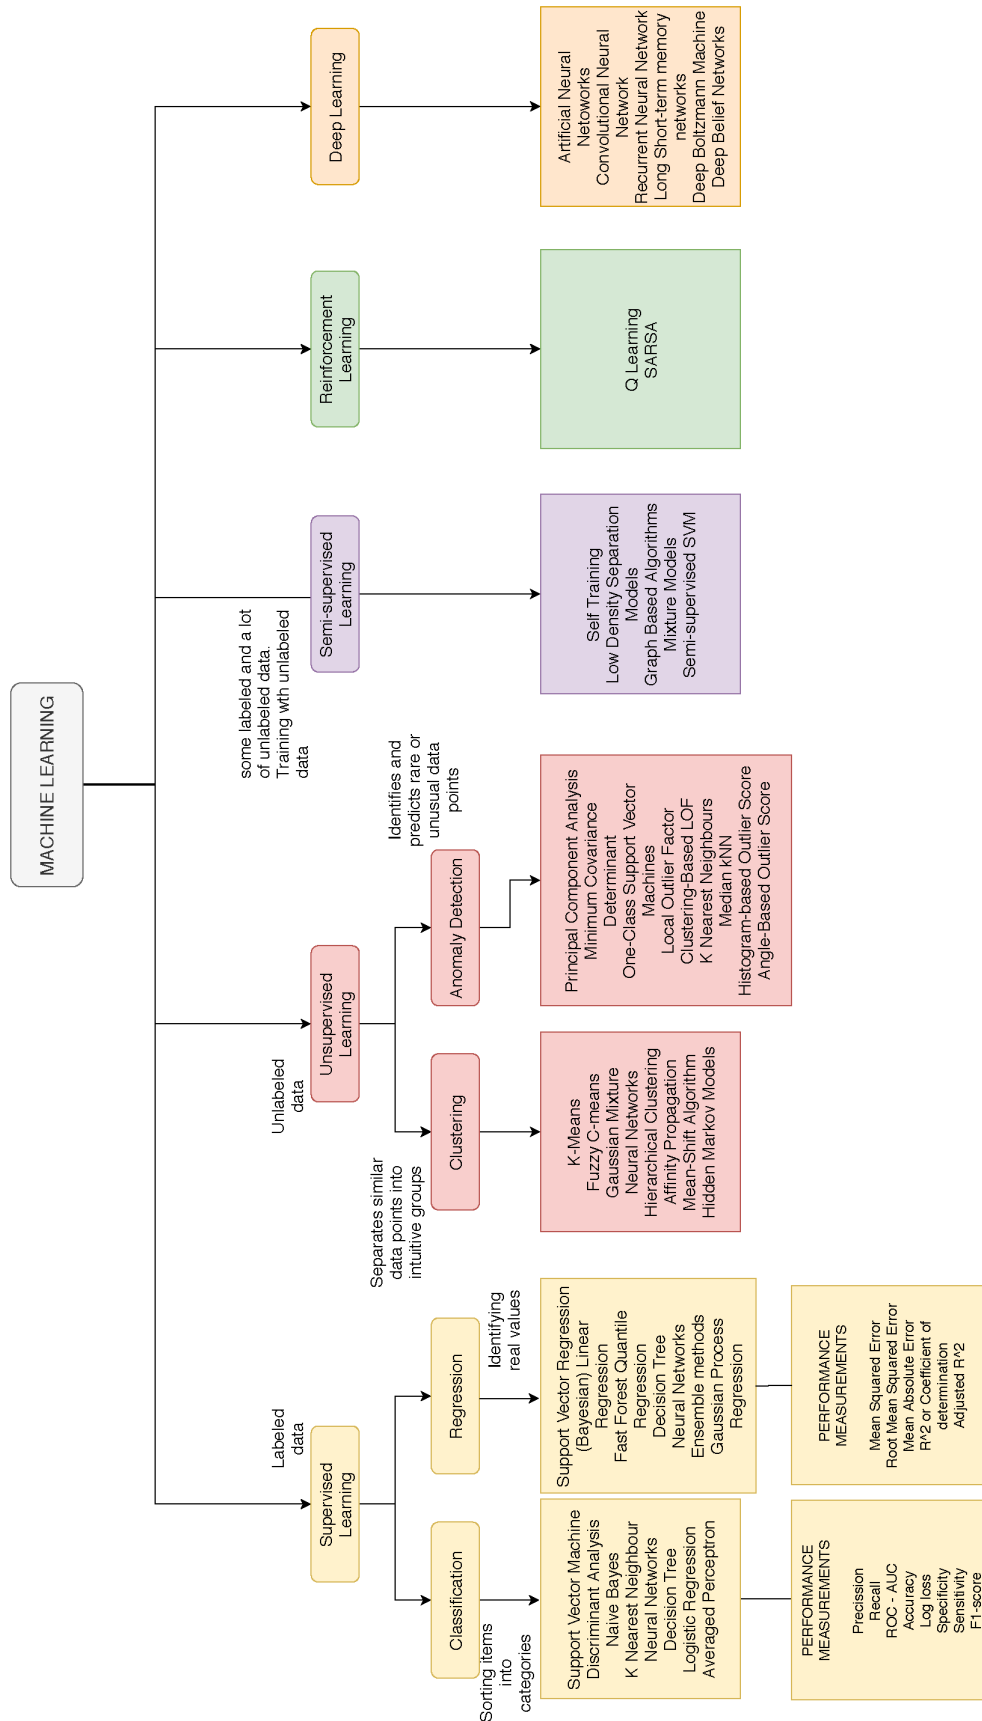 MACHINE LEARNING
Labeled
data
Supervised
Learning
Classification
Sorting items
into
categories
Support Vector Machine
Discriminant Analysis
Naive Bayes
K Nearest Neighbour
Neural Networks
Decision Tree
Logistic Regression
Averaged Perceptron
PERFORMANCE
MEASUREMENTS
Precision
Recall
ROC - AUC
Accuracy
Log loss
Specificity
Sensitivity
F1-score
Regression
Identifying
real values
Support Vector Regression
(Bayesian) Linear
Regression
Fast Forest Quantile
Regression
Decision Tree
Neural Networks
Ensemble methods
Gaussian Process
Regression
PERFORMANCE
MEASUREMENTS
Mean Squared Error
Root Mean Squared Error
Mean Absolute Error
R^2 or Coefficient of
determination
Adjusted R^2
Unlabeled
data
Unsupervised
Learning
Separates similar
data points into
intuitive groups
Clustering
K-Means
Fuzzy C-means
Gaussian Mixture
Neural Networks
Hierarchical Clustering
Affinity Propagation
Mean-Shift Algorithm
Hidden Markov Models
Identifies and
predicts rare or
unusual data
points
Anomaly Detection
Principal Component Analysis
Minimum Covariance
Determinant
One-Class Support Vector
Machines
Local Outlier Factor
Clustering-Based LOF
K Nearest Neighbours
Median kNN
Histogram-based Outlier Score
Angle-Based Outlier Score
some labeled and a lot
of unlabeled data.
Training wth unlabeled
data
Semi-supervised
Learning
Self Training
Low Density Separation
Models
Graph Based Algorithms
Mixture Models
Semi-supervised SVM
Reinforcement
Learning
Q Learning
SARSA
Deep Learning
Artificial Neural
Netoworks
Convolutional Neural
Network
Recurrent Neural Network
Long Short-term memory
networks
Deep Boltzmann Machine
Deep Belief Networks